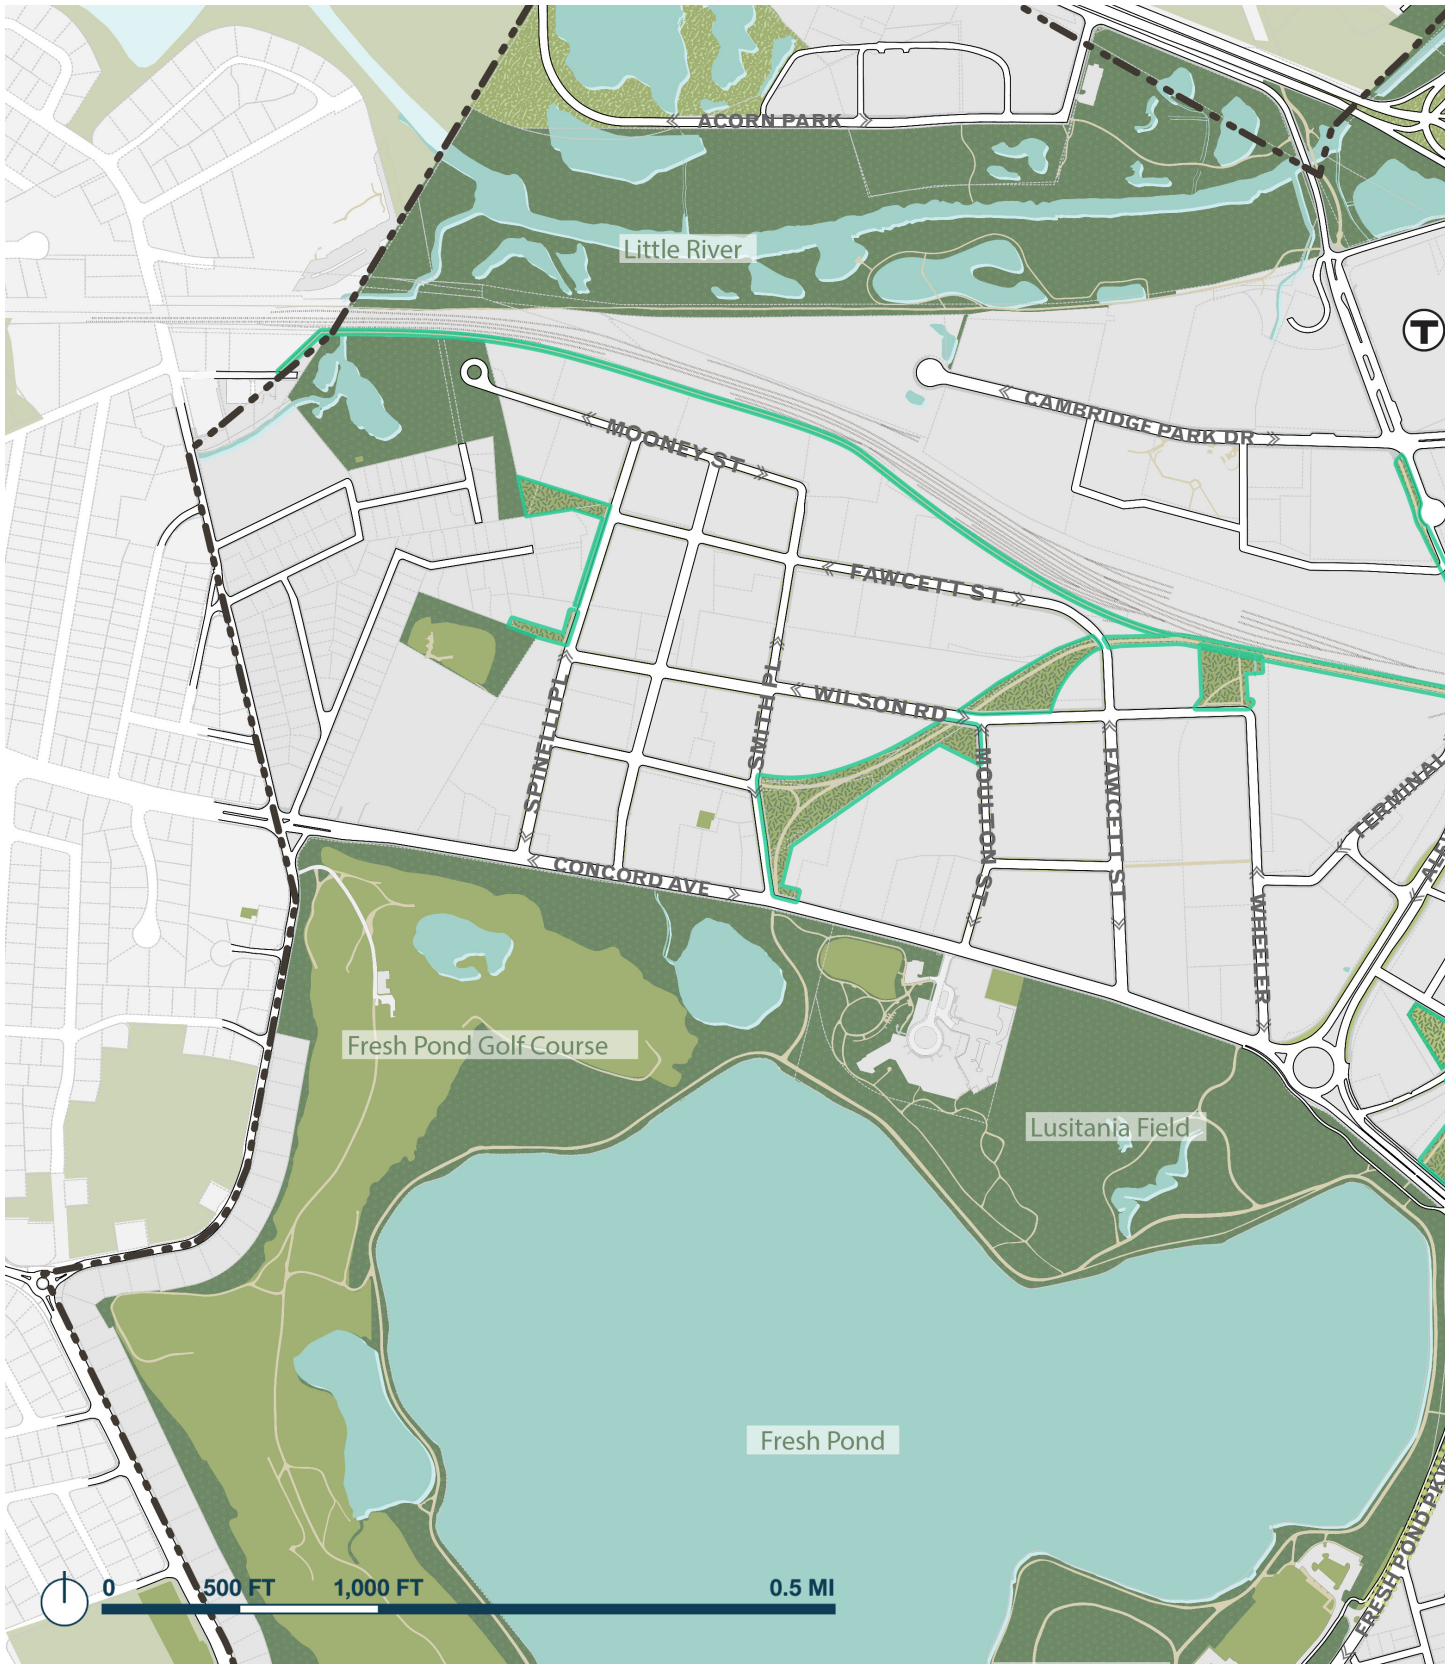 ACORN PARK
Little River
T
CAMBRIDGE PARK DR
MOONEY ST
FAWCETT ST
WILSON RD
SPINELLI PL
SMITH PL
MOULTON ST
FAWCETT ST
TERMINAL
WHEELER
CONCORD AVE
Fresh Pond Golf Course
Lusitania Field
Fresh Pond
FRESH POND PKW
0 500 FT 1,000 FT 0.5 MI